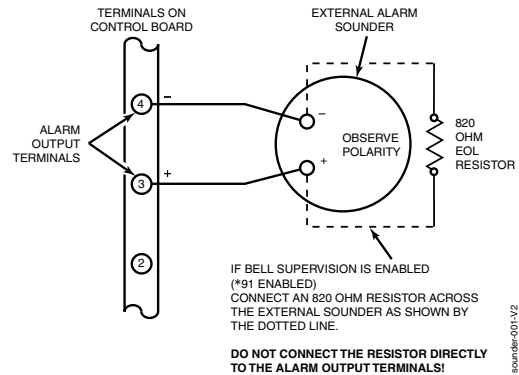 TERMINALS ON
CONTROL BOARD
EXTERNAL ALARM
SOUNDER
4
−
−
ALARM
OUTPUT
TERMINALS
OBSERVE
POLARITY
820
OHM
EOL
RESISTOR
3
+
+
2
IF BELL SUPERVISION IS ENABLED
(*91 ENABLED)
CONNECT AN 820 OHM RESISTOR ACROSS
THE EXTERNAL SOUNDER AS SHOWN BY
THE DOTTED LINE.
DO NOT CONNECT THE RESISTOR DIRECTLY
TO THE ALARM OUTPUT TERMINALS!
sounder-001-V2